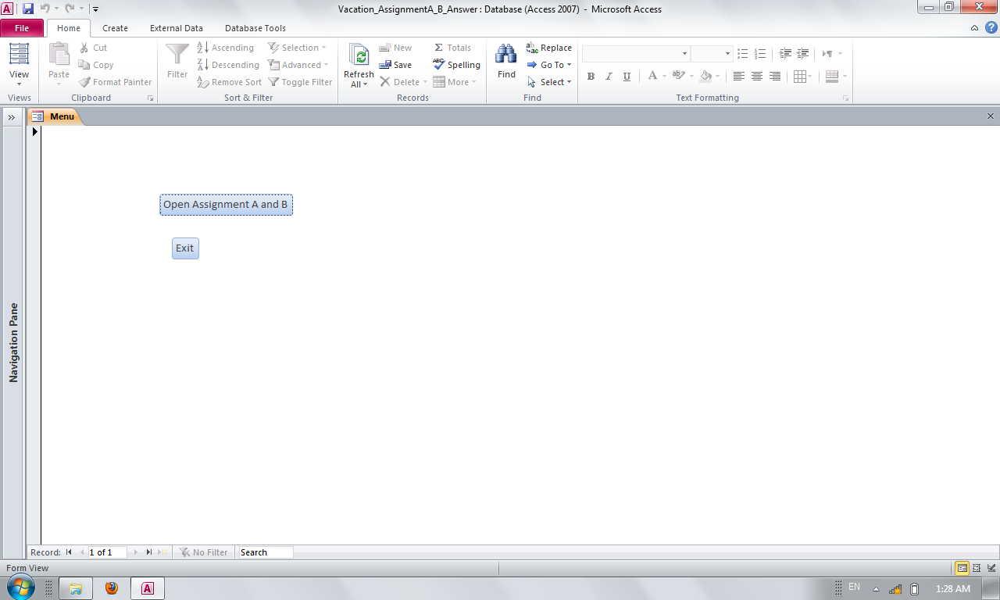 Vacation_AssignmentA_B_Answer : Database (Access 2007) - Microsoft Access
File Home Create External Data Database Tools
View
Views
Paste
Cut
Copy
Format Painter
Clipboard
Filter
Ascending
Descending
Remove Sort
Selection
Advanced
Toggle Filter
Sort & Filter
Refresh
All
New
Save
Delete
Totals
Spelling
More
Records
Find
Replace
Go To
Select
Find
B I U A ab
Text Formatting
Menu
Navigation Pane
Open Assignment A and B
Exit
Record: 1 of 1 No Filter Search
Form View
EN 1:28 AM